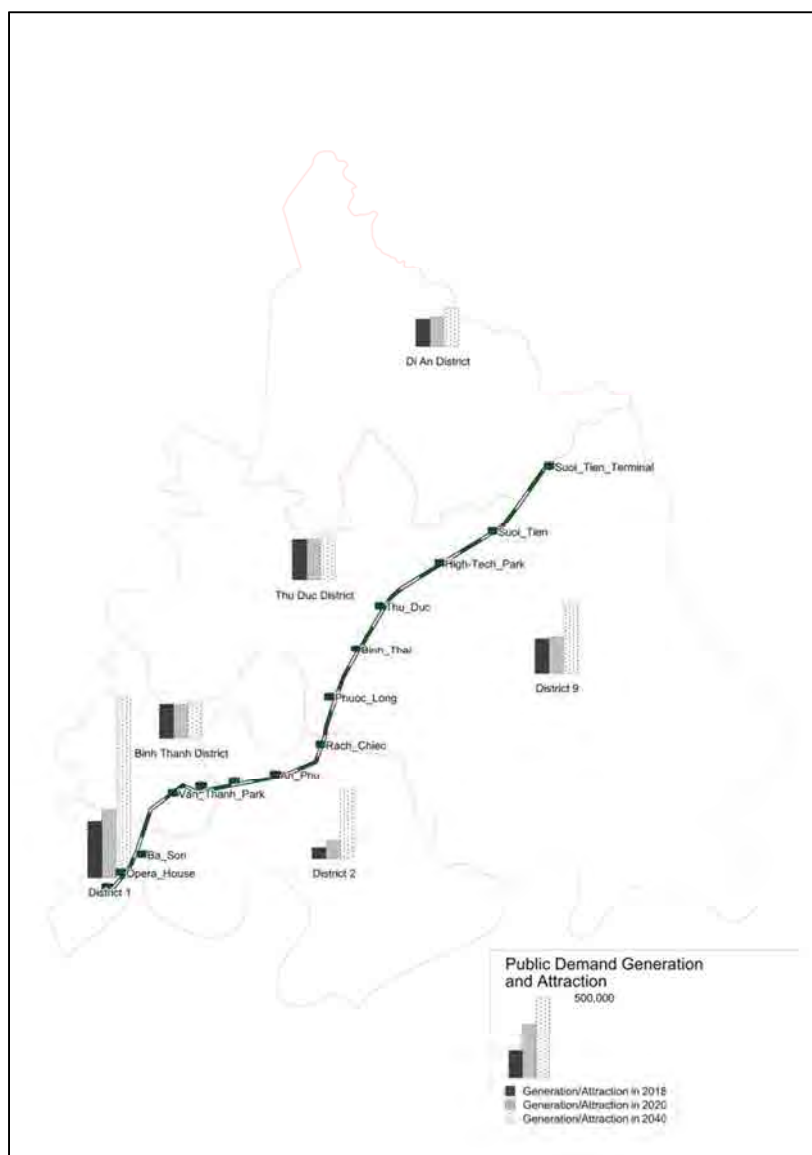 Di An District
Suoi_Tien_Terminal
Suoi_Tien
High-Tech_Park
Thu Duc District
Thu_Duc
Binh_Thai
District 9
Phuoc_Long
Rach_Chiec
Binh Thanh District
An_Phu
Van_Thanh_Park
Ba_Son
District 2
Opera_House
District 1
Public Demand Generation
and Attraction
500,000
Generation/Attraction in 2018
Generation/Attraction in 2020
Generation/Attraction in 2040